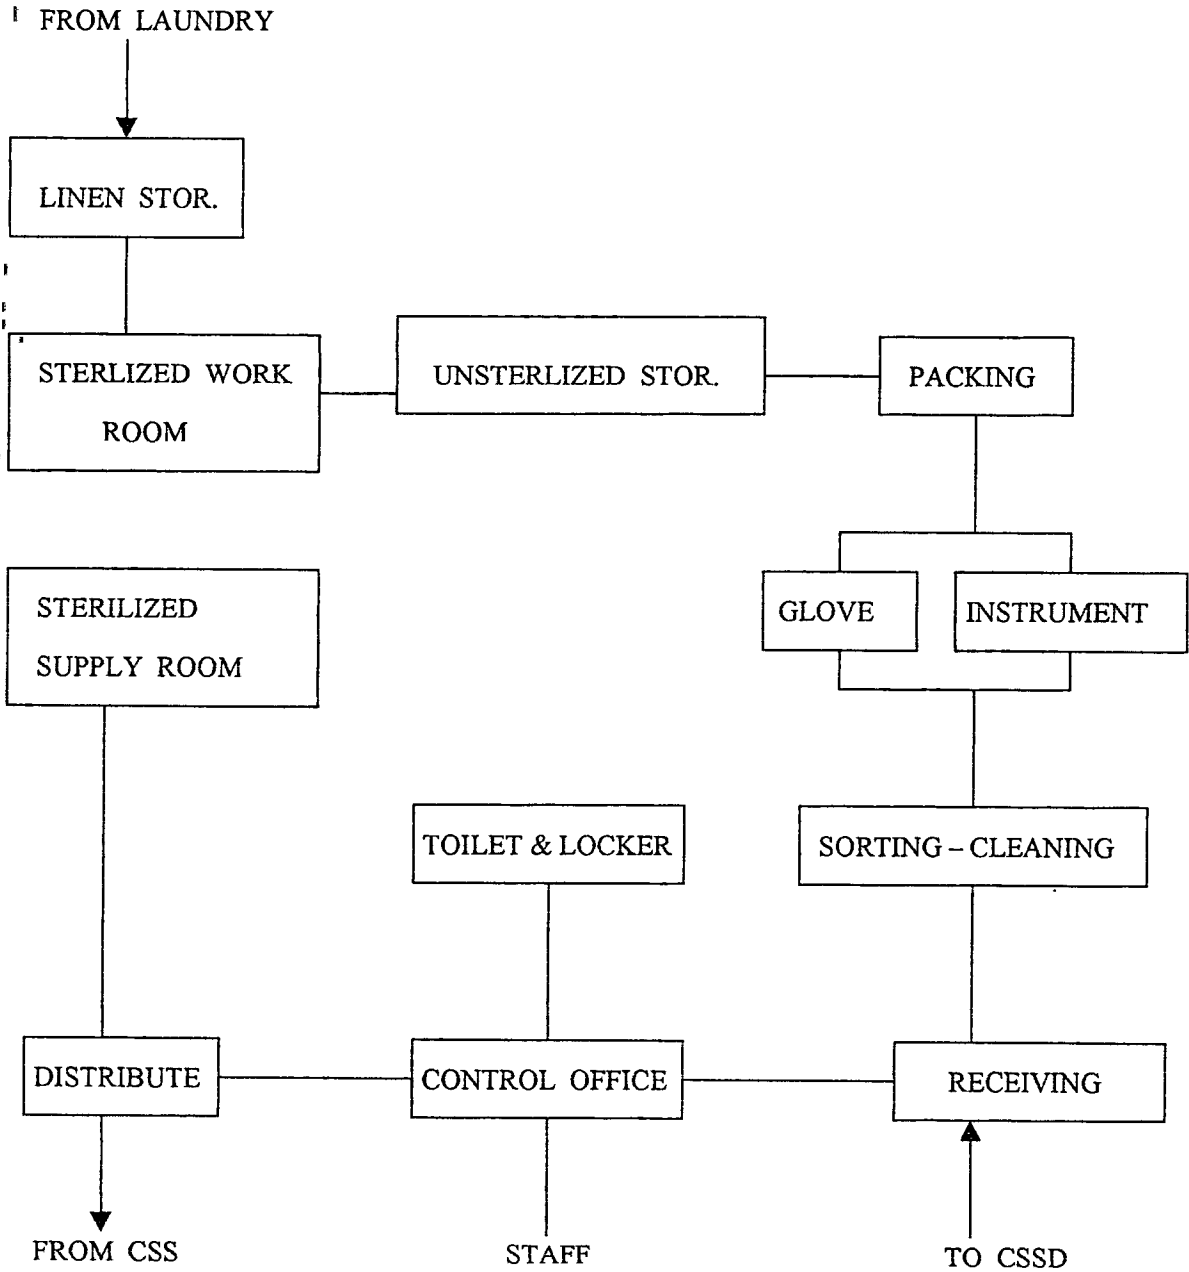 FROM LAUNDRY
LINEN STOR.
STERLIZED WORK
ROOM
UNSTERLIZED STOR.
PACKING
GLOVE
INSTRUMENT
STERILIZED
SUPPLY ROOM
TOILET & LOCKER
SORTING – CLEANING
DISTRIBUTE
CONTROL OFFICE
RECEIVING
FROM CSS
STAFF
TO CSSD